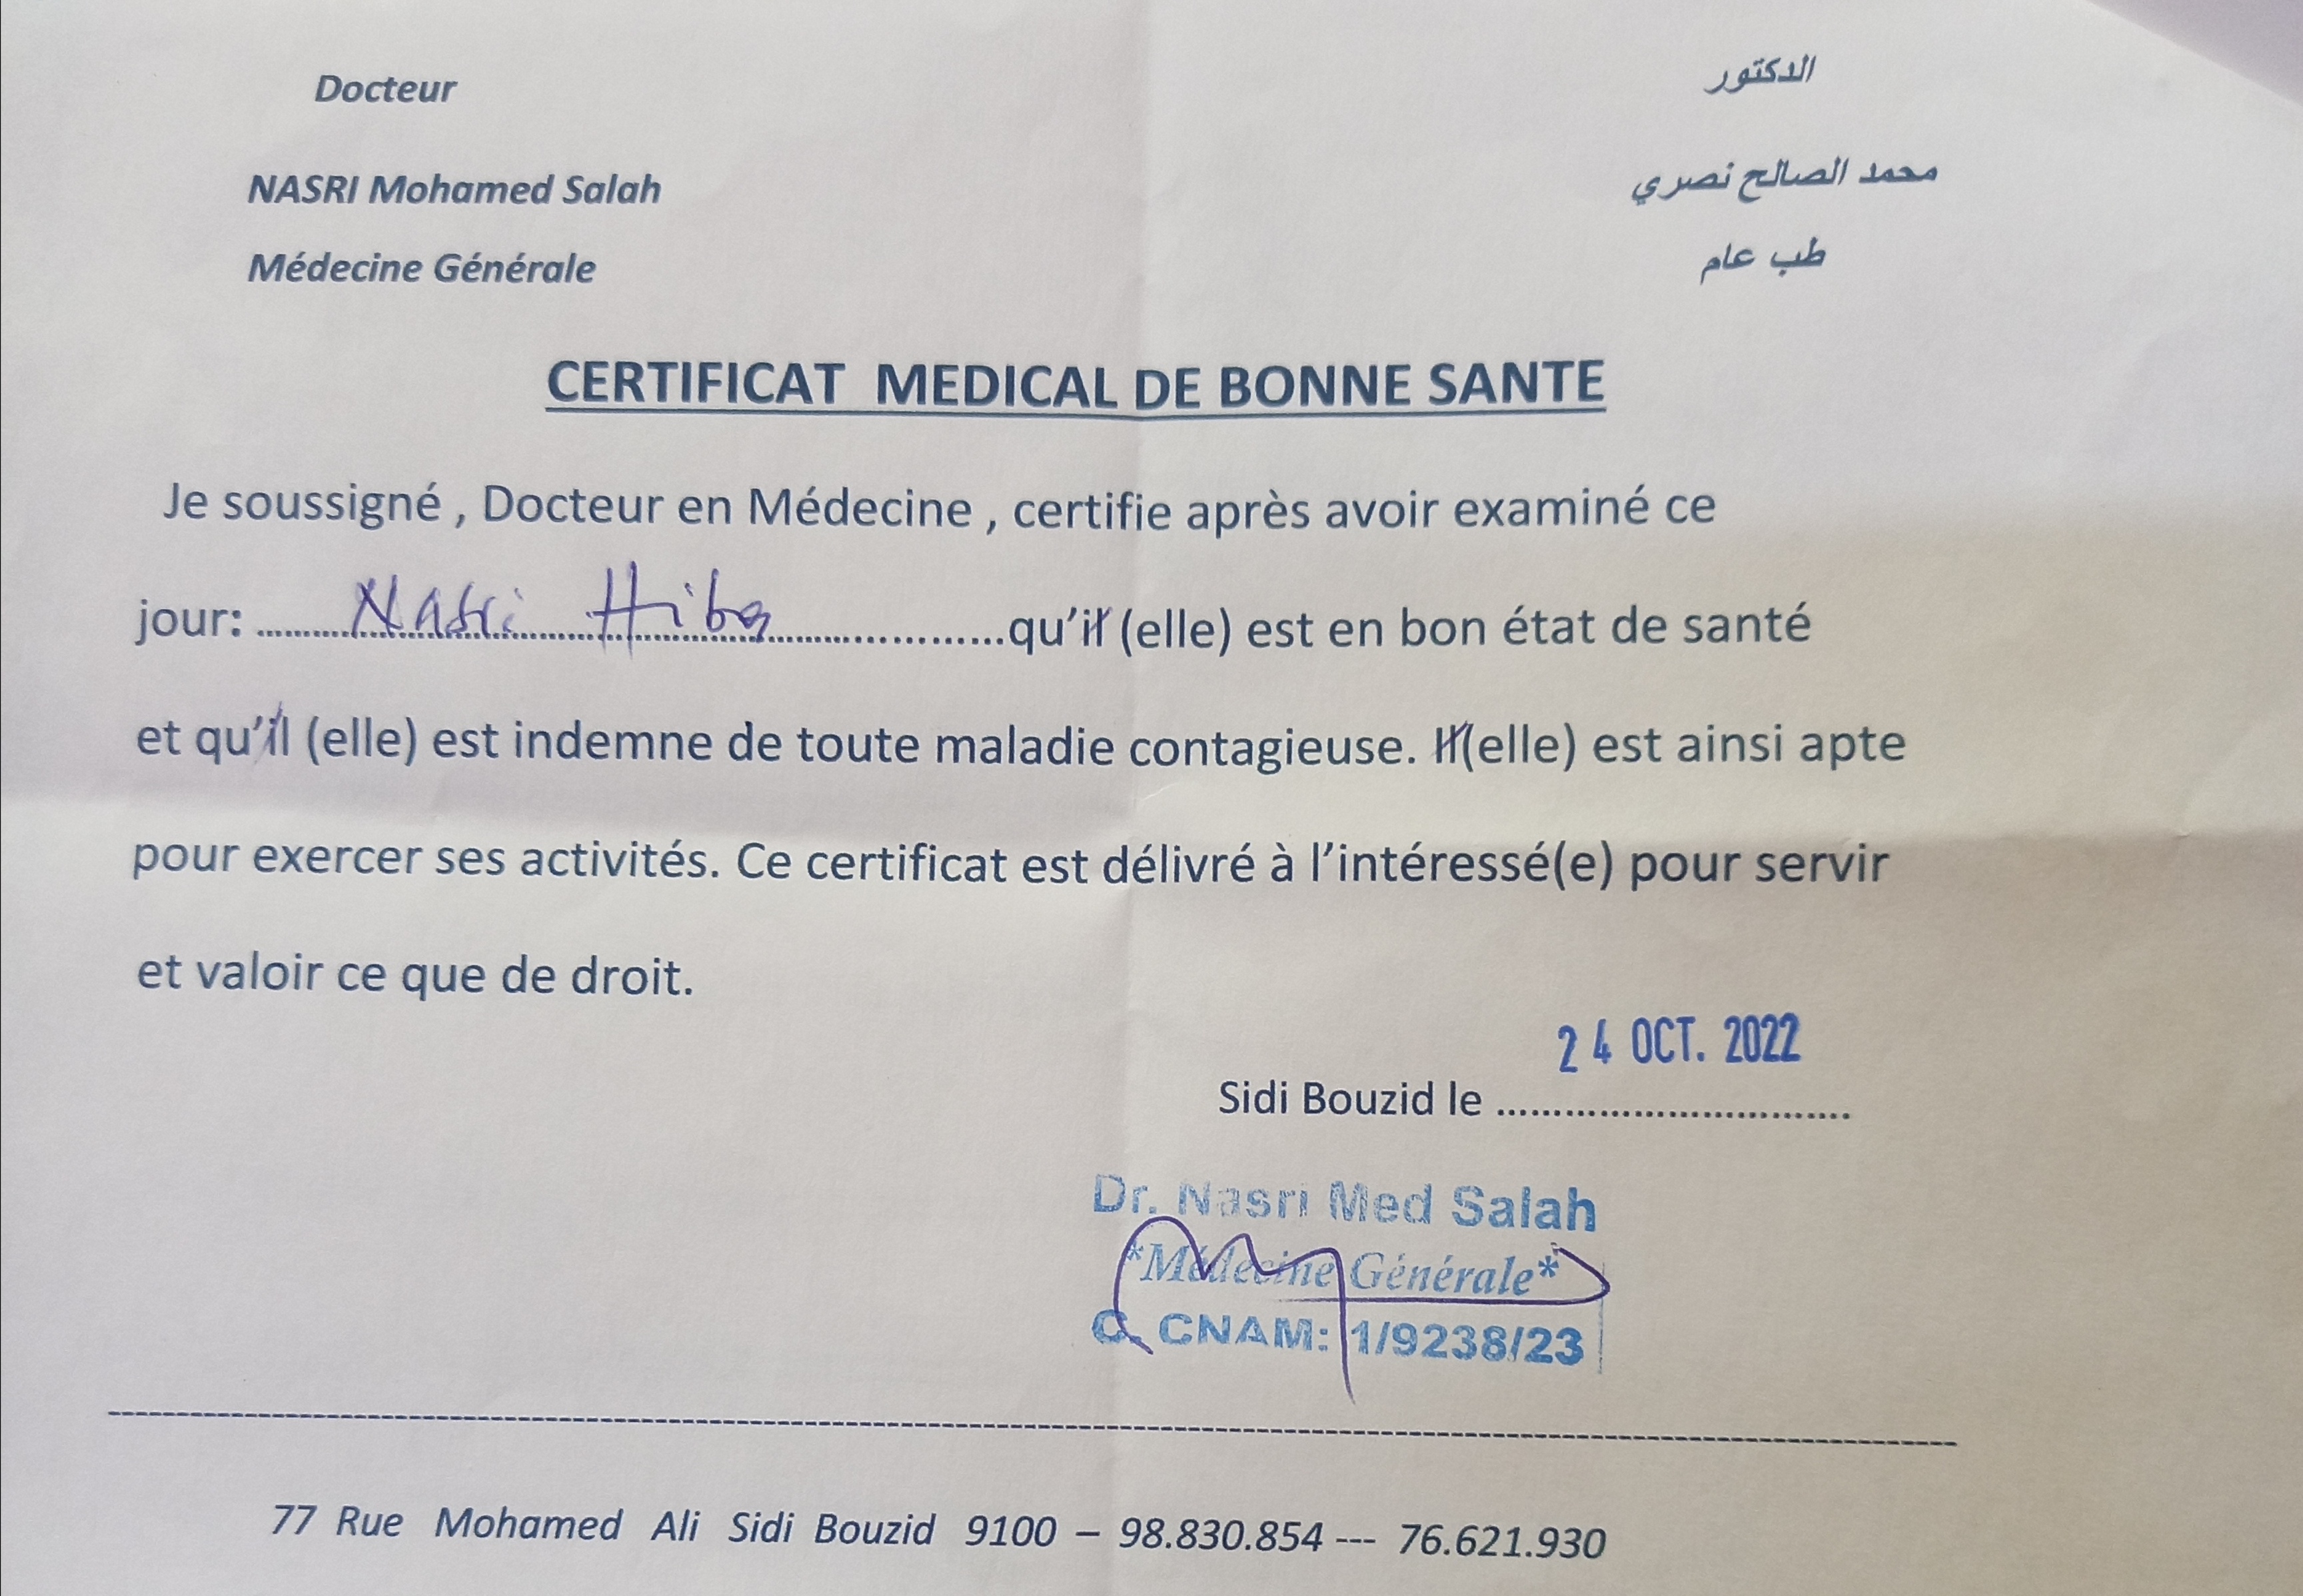 Docteur
الدكتور
NASRI Mohamed Salah
محمد الصالح نصري
Médecine Générale
طب عام
CERTIFICAT MEDICAL DE BONNE SANTE
Je soussigné , Docteur en Médecine , certifie après avoir examiné ce
jour: ........Nasri Hiba................qu'il (elle) est en bon état de santé
et qu'il (elle) est indemne de toute maladie contagieuse. Il(elle) est ainsi apte
pour exercer ses activités. Ce certificat est délivré à l'intéressé(e) pour servir
et valoir ce que de droit.
24 OCT. 2022
Sidi Bouzid le ................................
Dr. Nasri Med Salah
*Médecine Générale*
C. CNAM: 1/9238/23
77 Rue Mohamed Ali Sidi Bouzid 9100 – 98.830.854 --- 76.621.930